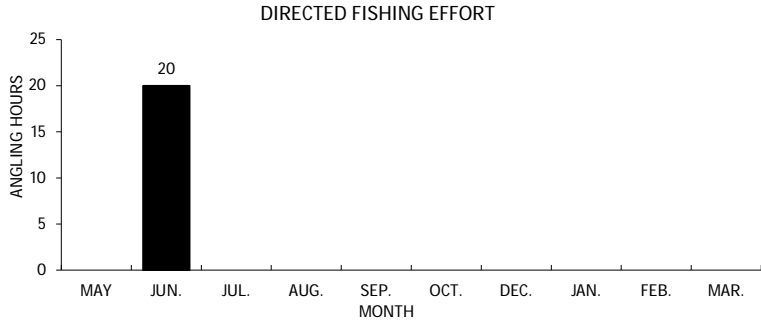 DIRECTED FISHING EFFORT
25
20
20
15
10
5
0
ANGLING HOURS
MAY JUN. JUL. AUG. SEP. OCT. DEC. JAN. FEB. MAR.
MONTH